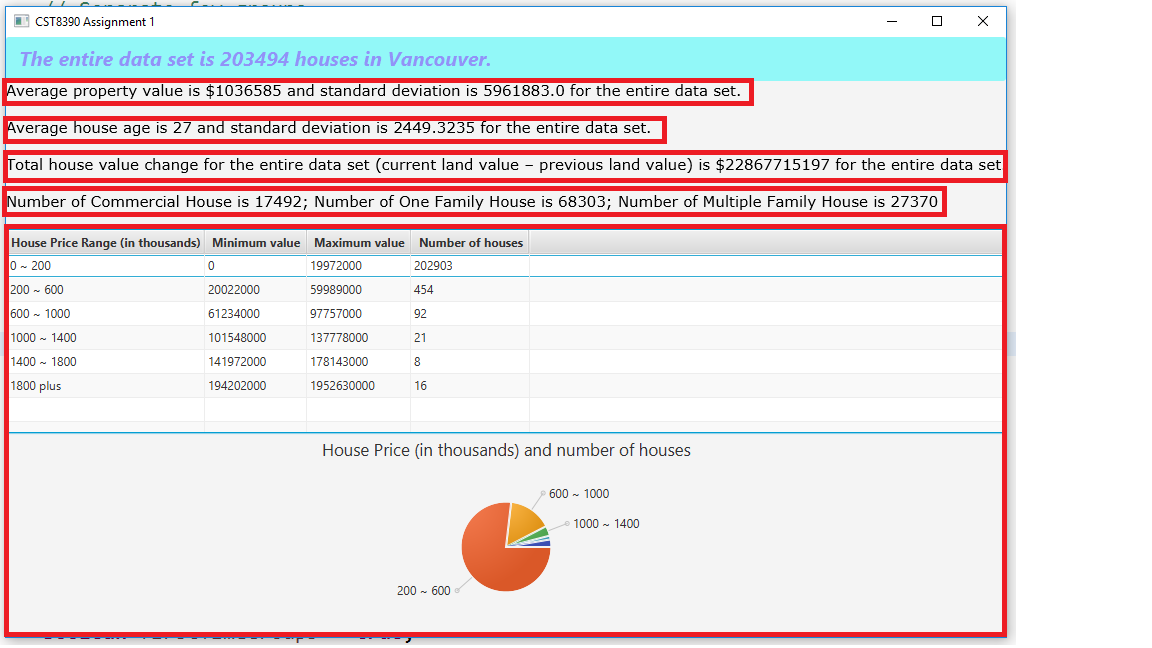 // Generate few groups
CST8390 Assignment 1
The entire data set is 203494 houses in Vancouver.
Average property value is $1036585 and standard deviation is 5961883.0 for the entire data set.
Average house age is 27 and standard deviation is 2449.3235 for the entire data set.
Total house value change for the entire data set (current land value – previous land value) is $22867715197 for the entire data set
Number of Commercial House is 17492; Number of One Family House is 68303; Number of Multiple Family House is 27370
House Price Range (in thousands) Minimum value Maximum value Number of houses
0 ~ 200 0 19972000 202903
200 ~ 600 20022000 59989000 454
600 ~ 1000 61234000 97757000 92
1000 ~ 1400 101548000 137778000 21
1400 ~ 1800 141972000 178143000 8
1800 plus 194202000 1952630000 16
House Price (in thousands) and number of houses
600 ~ 1000
1000 ~ 1400
200 ~ 600